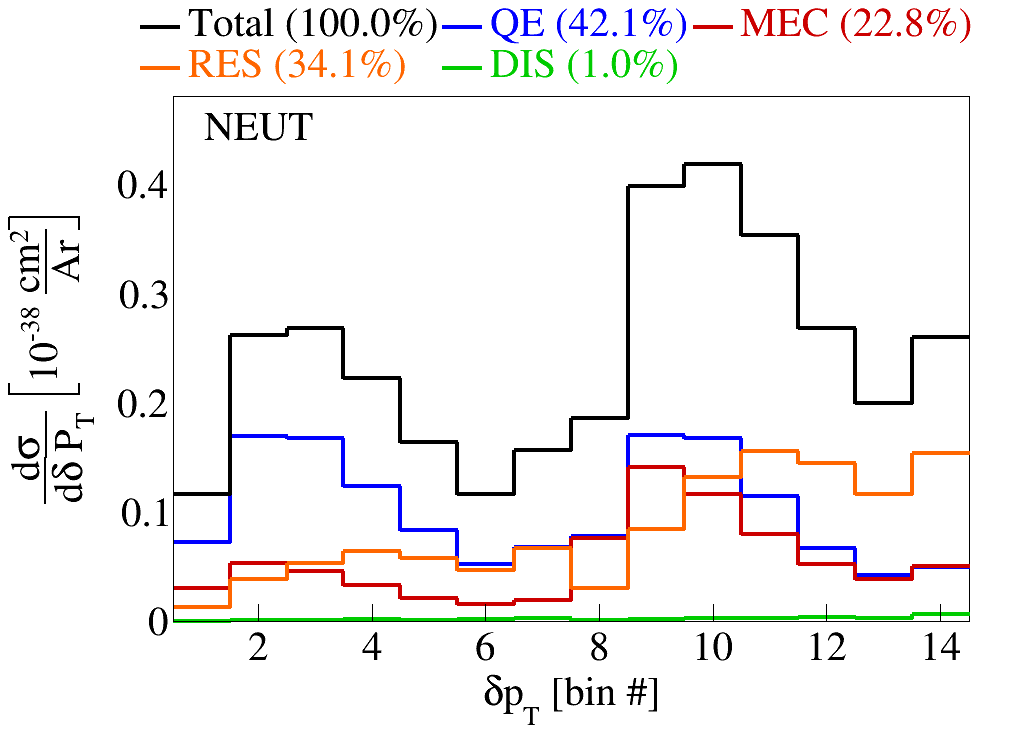 Total (100.0%) QE (42.1%) MEC (22.8%)
RES (34.1%) DIS (1.0%)
NEUT
0.4
0.3
0.2
0.1
0
2 4 6 8 10 12 14
δp_T [bin #]
dσ/dδ P_T [10^-38 cm^2/Ar]